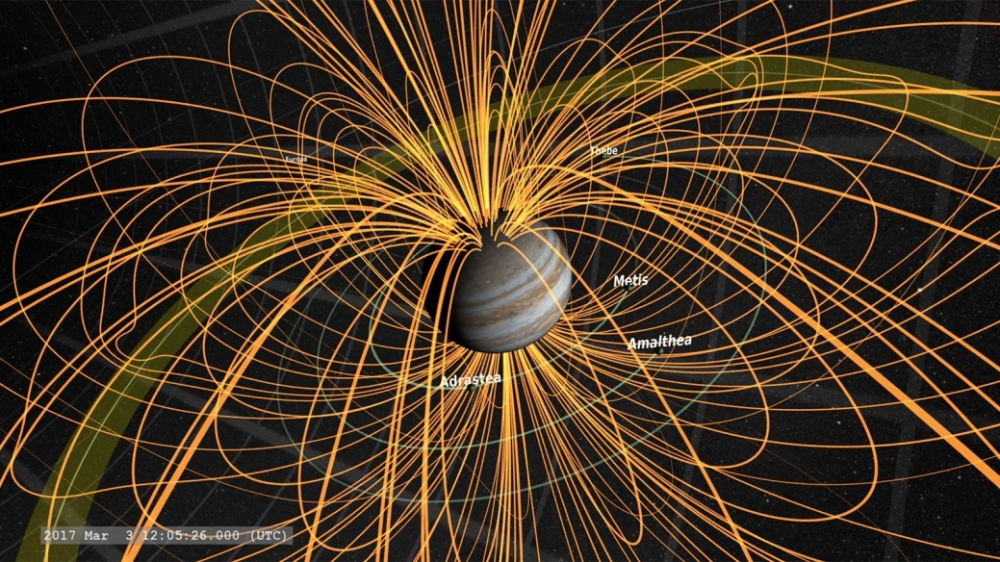 Europa
Thebe
Metis
Amalthea
Adrastea
2017 Mar  3 12:05:26.000 (UTC)